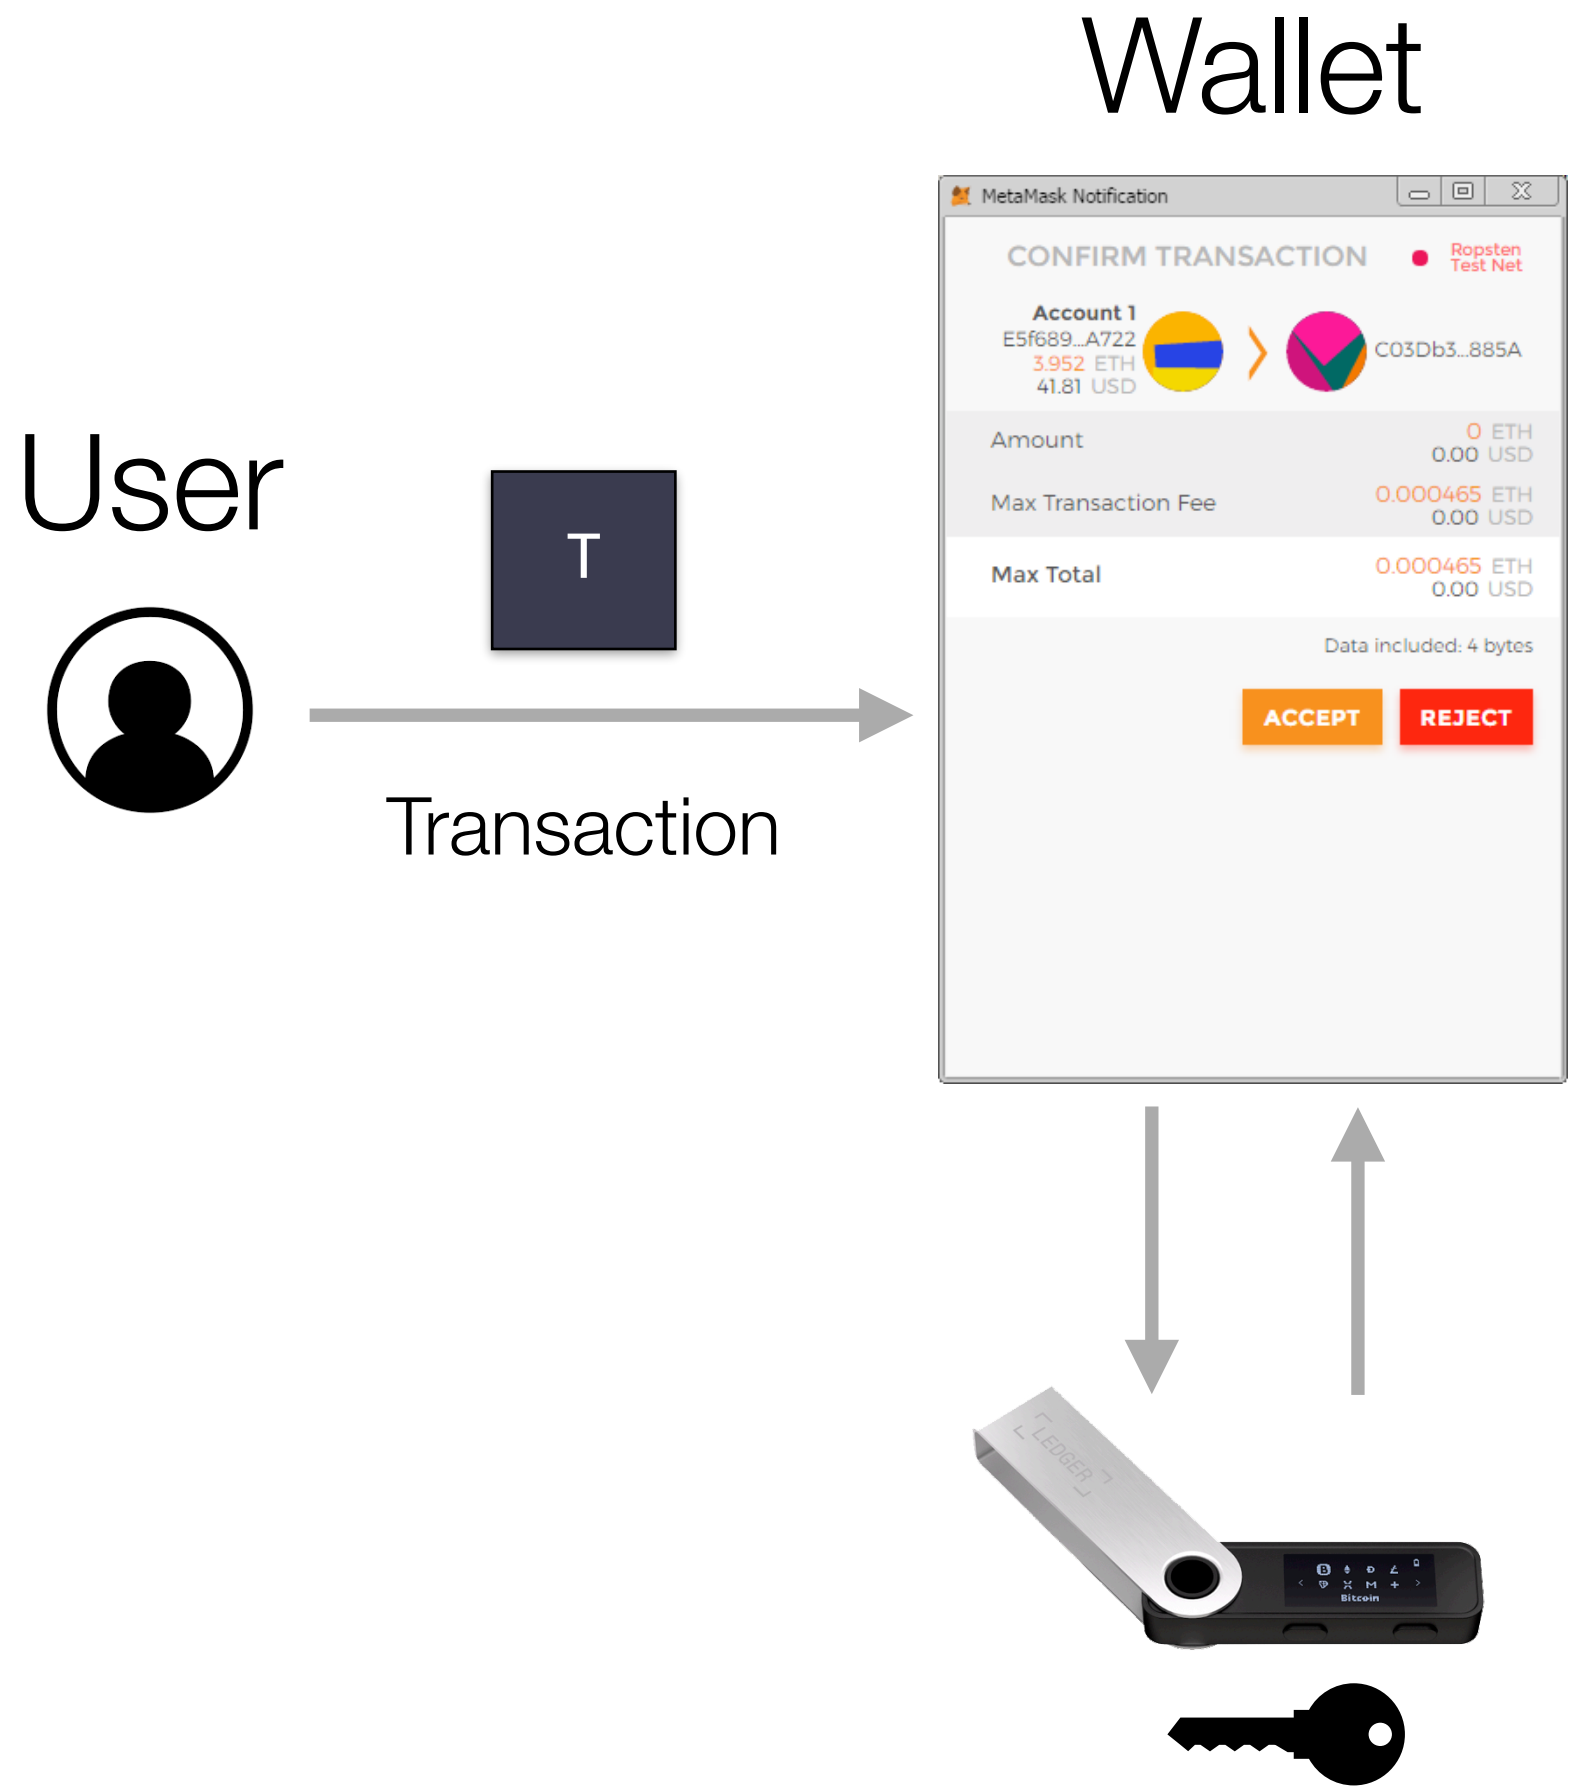 Wallet
MetaMask Notification
CONFIRM TRANSACTION
Ropsten
Test Net
Account 1
E5f689...A722
3.952 ETH
41.81 USD
C03Db3...885A
Amount
0 ETH
0.00 USD
Max Transaction Fee
0.000465 ETH
0.00 USD
Max Total
0.000465 ETH
0.00 USD
Data included: 4 bytes
ACCEPT
REJECT
User
T
Transaction
LEDGER
Bitcoin